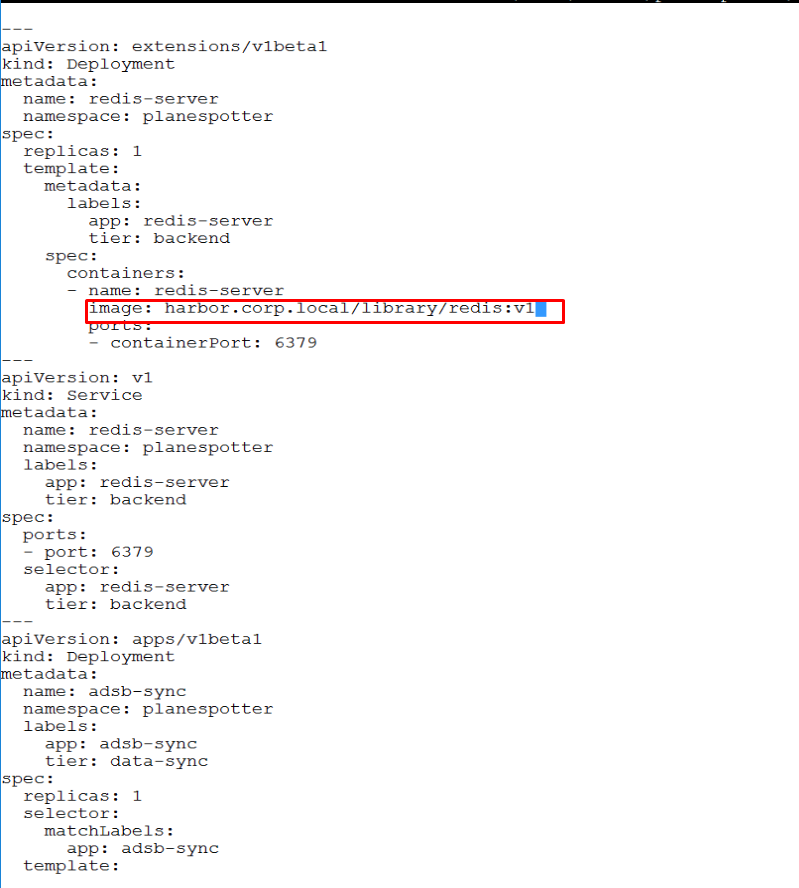 ---
apiVersion: extensions/v1beta1
kind: Deployment
metadata:
  name: redis-server
  namespace: planespotter
spec:
  replicas: 1
  template:
    metadata:
      labels:
        app: redis-server
        tier: backend
    spec:
      containers:
      - name: redis-server
        image: harbor.corp.local/library/redis:v1
        ports:
        - containerPort: 6379
---
apiVersion: v1
kind: Service
metadata:
  name: redis-server
  namespace: planespotter
  labels:
    app: redis-server
    tier: backend
spec:
  ports:
  - port: 6379
  selector:
    app: redis-server
    tier: backend
---
apiVersion: apps/v1beta1
kind: Deployment
metadata:
  name: adsb-sync
  namespace: planespotter
  labels:
    app: adsb-sync
    tier: data-sync
spec:
  replicas: 1
  selector:
    matchLabels:
      app: adsb-sync
  template: